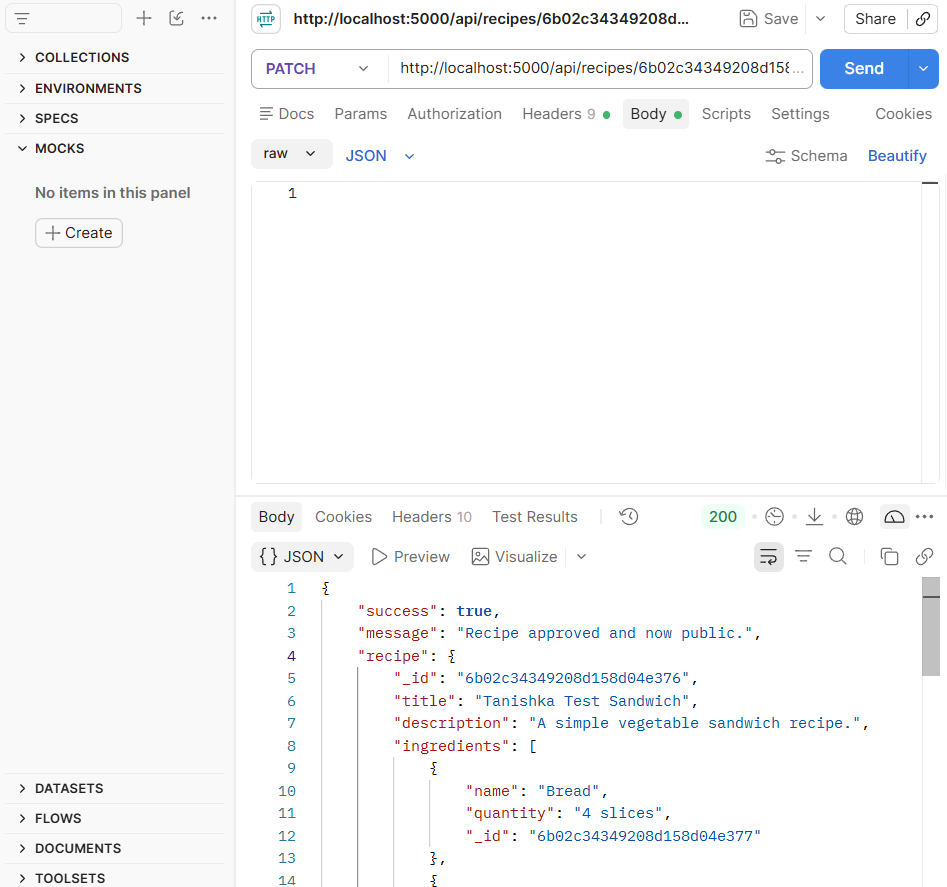 http://localhost:5000/api/recipes/6b02c34349208d...
Save
Share
COLLECTIONS
ENVIRONMENTS
SPECS
MOCKS
No items in this panel
Create
DATASETS
FLOWS
DOCUMENTS
TOOLSETS
PATCH
http://localhost:5000/api/recipes/6b02c34349208d158...
Send
Docs Params Authorization Headers 9 Body Scripts Settings Cookies
raw JSON Schema Beautify
1
Body Cookies Headers 10 Test Results 200
{} JSON Preview Visualize
1 {
2 "success": true,
3 "message": "Recipe approved and now public.",
4 "recipe": {
5 "_id": "6b02c34349208d158d04e376",
6 "title": "Tanishka Test Sandwich",
7 "description": "A simple vegetable sandwich recipe.",
8 "ingredients": [
9 {
10 "name": "Bread",
11 "quantity": "4 slices",
12 "_id": "6b02c34349208d158d04e377"
13 },
14 {